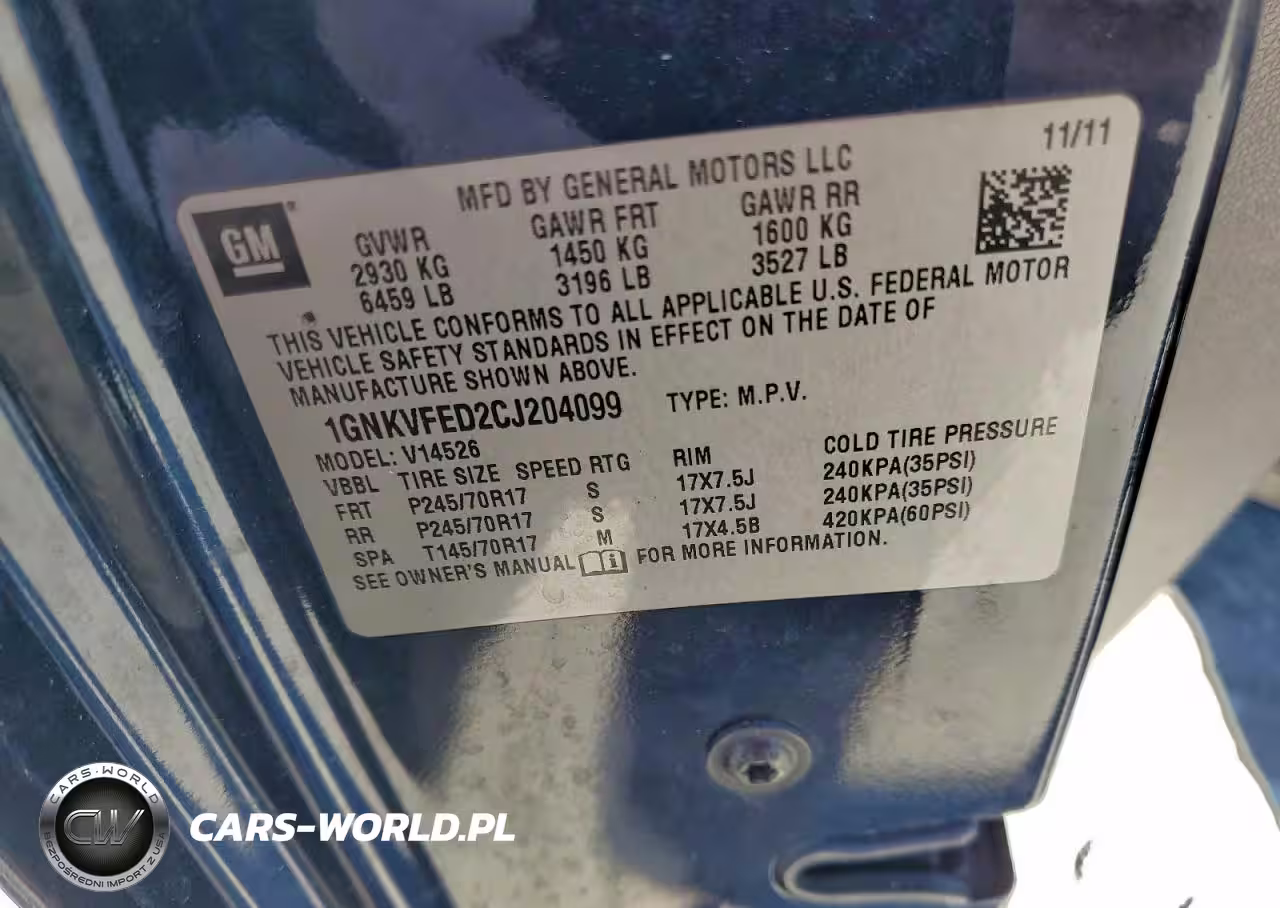 11/11
MFD BY GENERAL MOTORS LLC
GM
GVWR GAWR FRT GAWR RR
2930 KG 1450 KG 1600 KG
6459 LB 3196 LB 3527 LB
THIS VEHICLE CONFORMS TO ALL APPLICABLE U.S. FEDERAL MOTOR
VEHICLE SAFETY STANDARDS IN EFFECT ON THE DATE OF
MANUFACTURE SHOWN ABOVE.
1GNKVFED2CJ204099 TYPE: M.P.V.
MODEL: V14526
VBBL TIRE SIZE SPEED RTG RIM COLD TIRE PRESSURE
FRT P245/70R17 S 17X7.5J 240KPA(35PSI)
RR P245/70R17 S 17X7.5J 240KPA(35PSI)
SPA T145/70R17 M 17X4.5B 420KPA(60PSI)
SEE OWNER'S MANUAL i FOR MORE INFORMATION.
CARS-WORLD
CW
BEZPOŚREDNI IMPORT Z USA
CARS-WORLD.PL